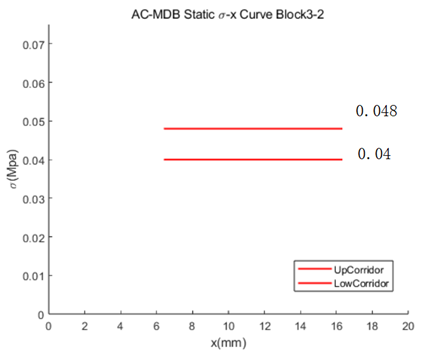 AC-MDB Static σ-x Curve Block3-2
0.07
0.06
0.05
0.04
0.03
0.02
0.01
0
σ(Mpa)
0.048
0.04
UpCorridor
LowCorridor
0 2 4 6 8 10 12 14 16 18 20
x(mm)